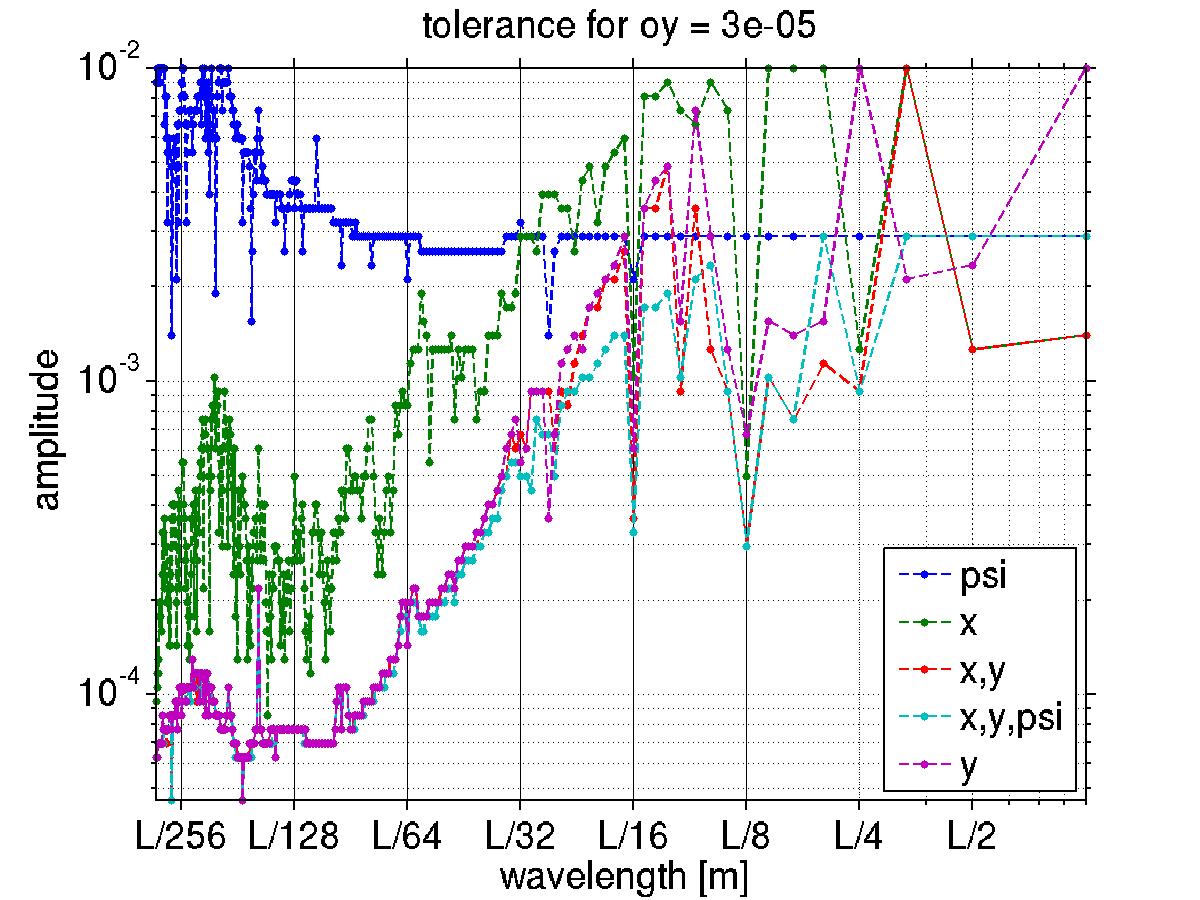 tolerance for oy = 3e-05
10^-2
10^-3
10^-4
amplitude
psi
x
x,y
x,y,psi
y
L/256 L/128 L/64 L/32 L/16 L/8 L/4 L/2
wavelength [m]